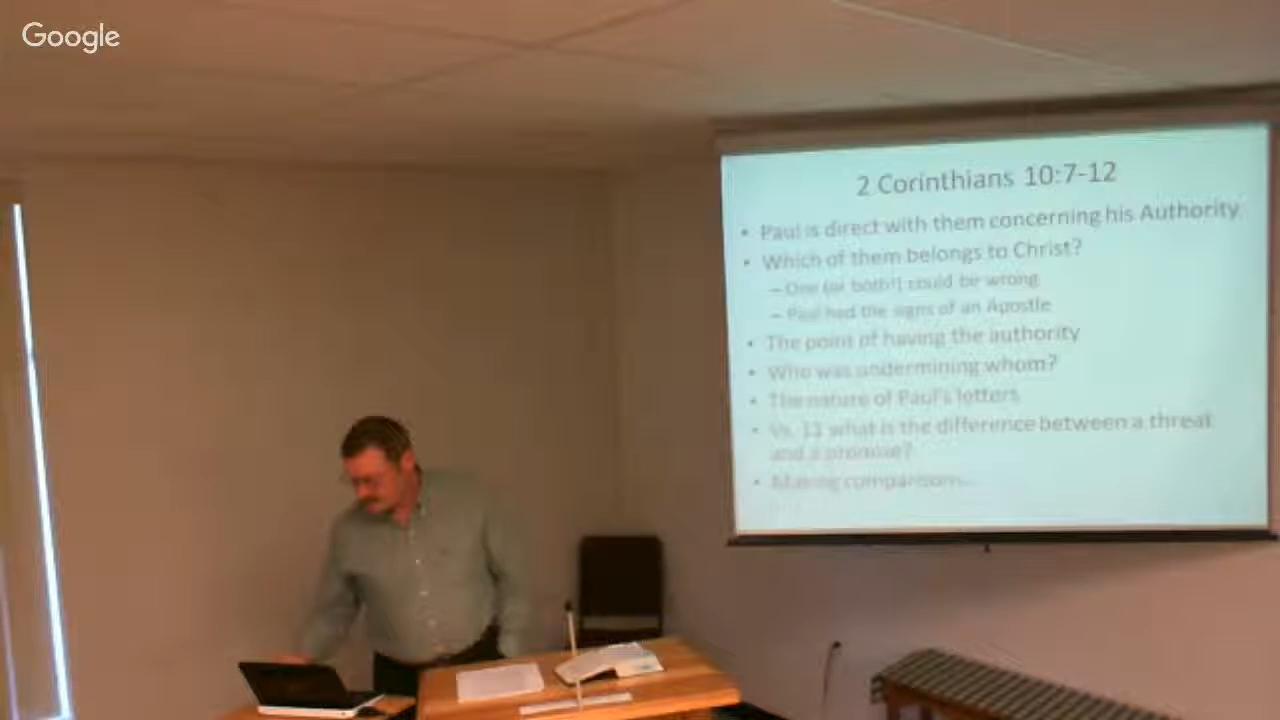 Google
2 Corinthians 10:7-12
• Paul is direct with them concerning his Authority
• Which of them belongs to Christ?
– One (or both!) could be wrong
– Paul had the signs of an Apostle
• The point of having the authority
• Who was undermining whom?
• The nature of Paul's letters
• Vs. 11 what is the difference between a threat
and a promise?
• Making comparisons...